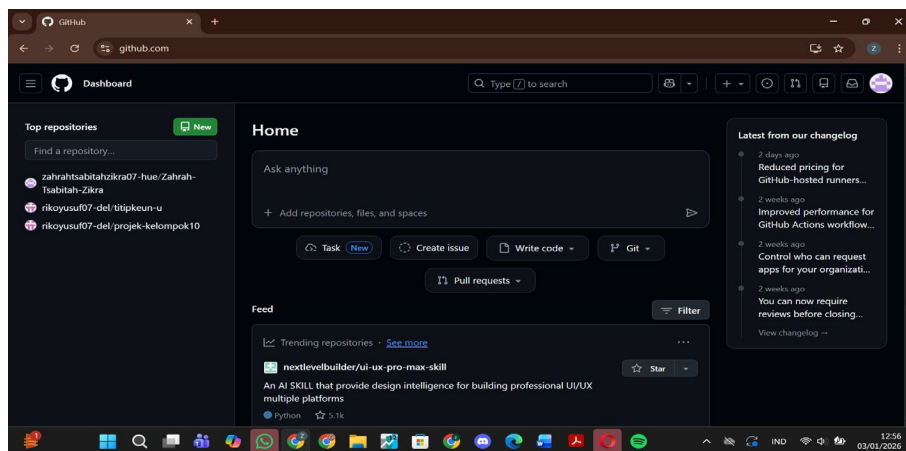 GitHub
github.com
Dashboard
Type / to search
Top repositories
New
Find a repository...
zahrahtsabitahzikra07-hue/Zahrah-
Tsabitah-Zikra
rikoyusuf07-del/titipkeun-u
rikoyusuf07-del/projek-kelompok10
Home
Ask anything
Add repositories, files, and spaces
Task New
Create issue
Write code
Git
Pull requests
Feed
Filter
Trending repositories · See more
nextlevelbuilder/ui-ux-pro-max-skill
Star
An AI SKILL that provide design intelligence for building professional UI/UX
multiple platforms
Python 5.1k
Latest from our changelog
2 days ago
Reduced pricing for
GitHub-hosted runners...
2 weeks ago
Improved performance for
GitHub Actions workflow...
2 weeks ago
Control who can request
apps for your organizati...
2 weeks ago
You can now require
reviews before closing...
View changelog →
Z
IND
12:56
03/01/2026